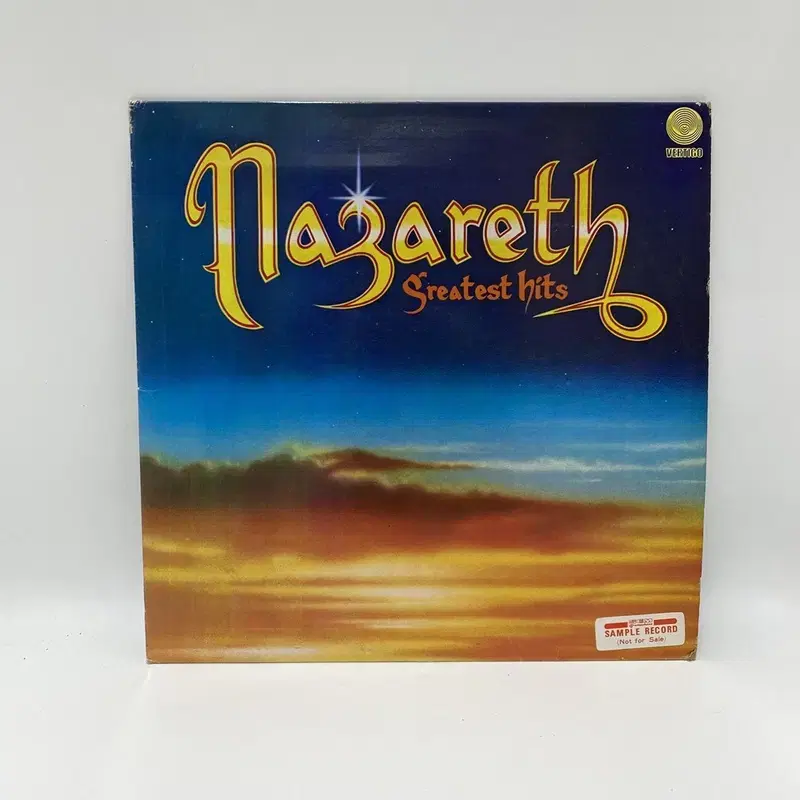 VERTIGO
Nazareth
Greatest hits
SAMPLE RECORD
(Not for Sale)